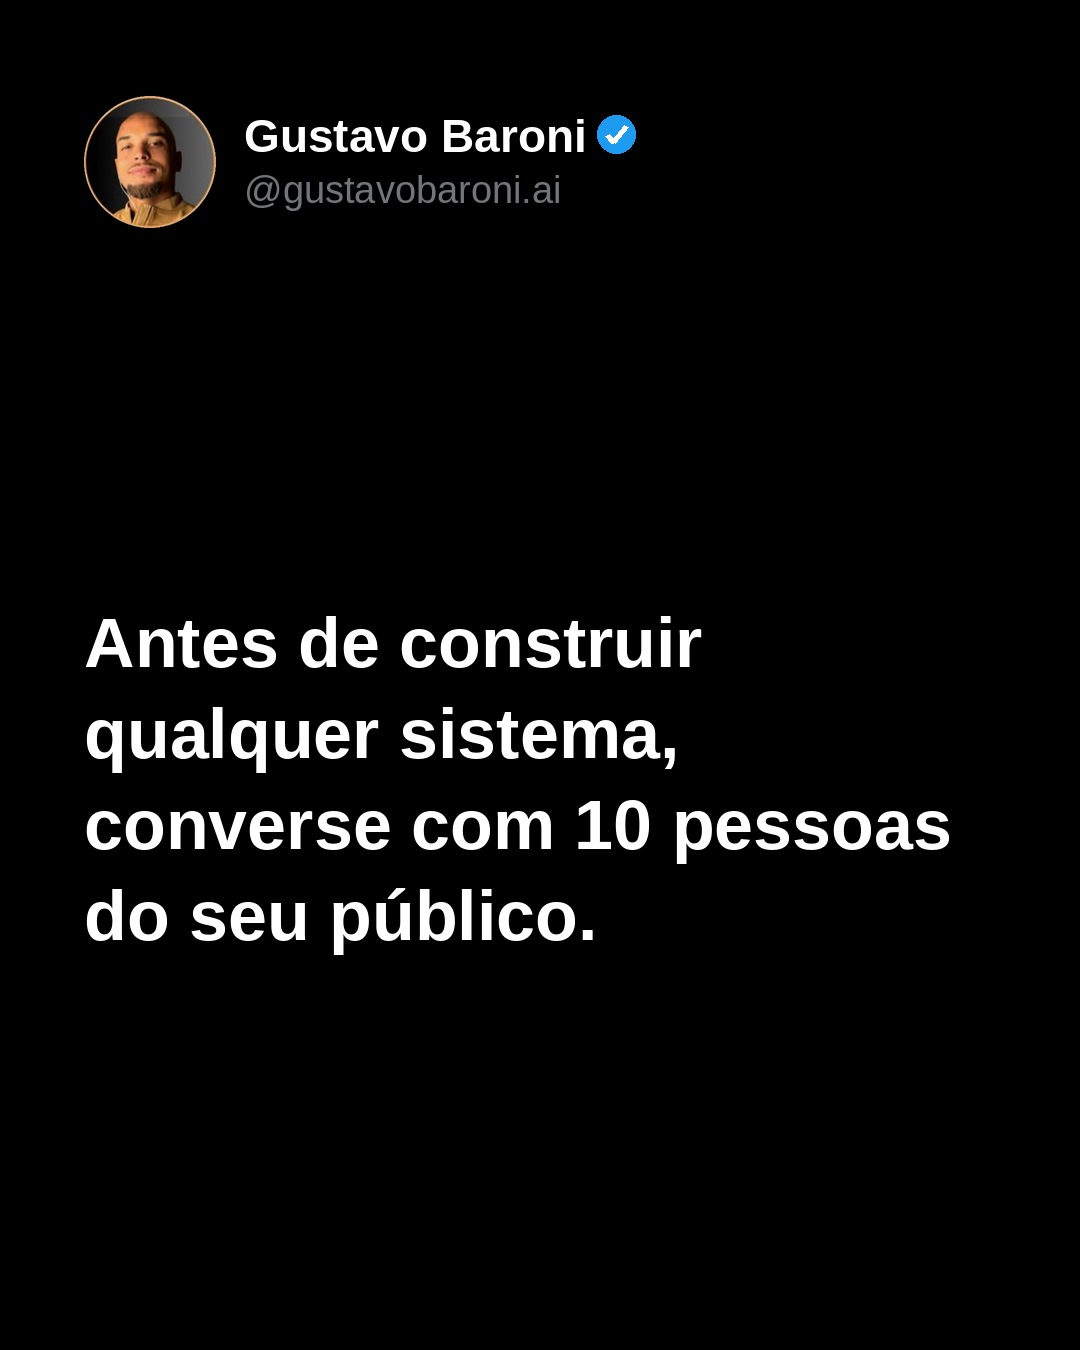 Gustavo Baroni
@gustavobaroni.ai
Antes de construir
qualquer sistema,
converse com 10 pessoas
do seu público.